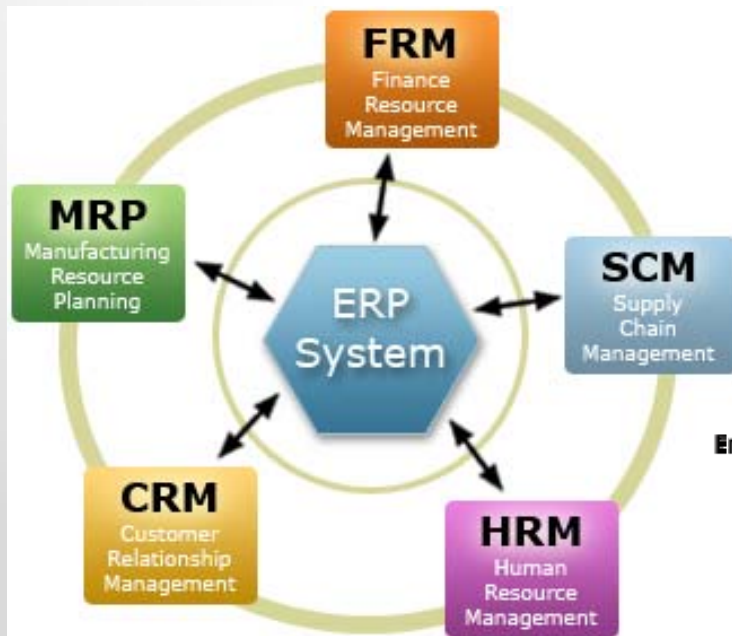 FRM
Finance
Resource
Management
MRP
Manufacturing
Resource
Planning
SCM
Supply
Chain
Management
ERP
System
CRM
Customer
Relationship
Management
HRM
Human
Resource
Management